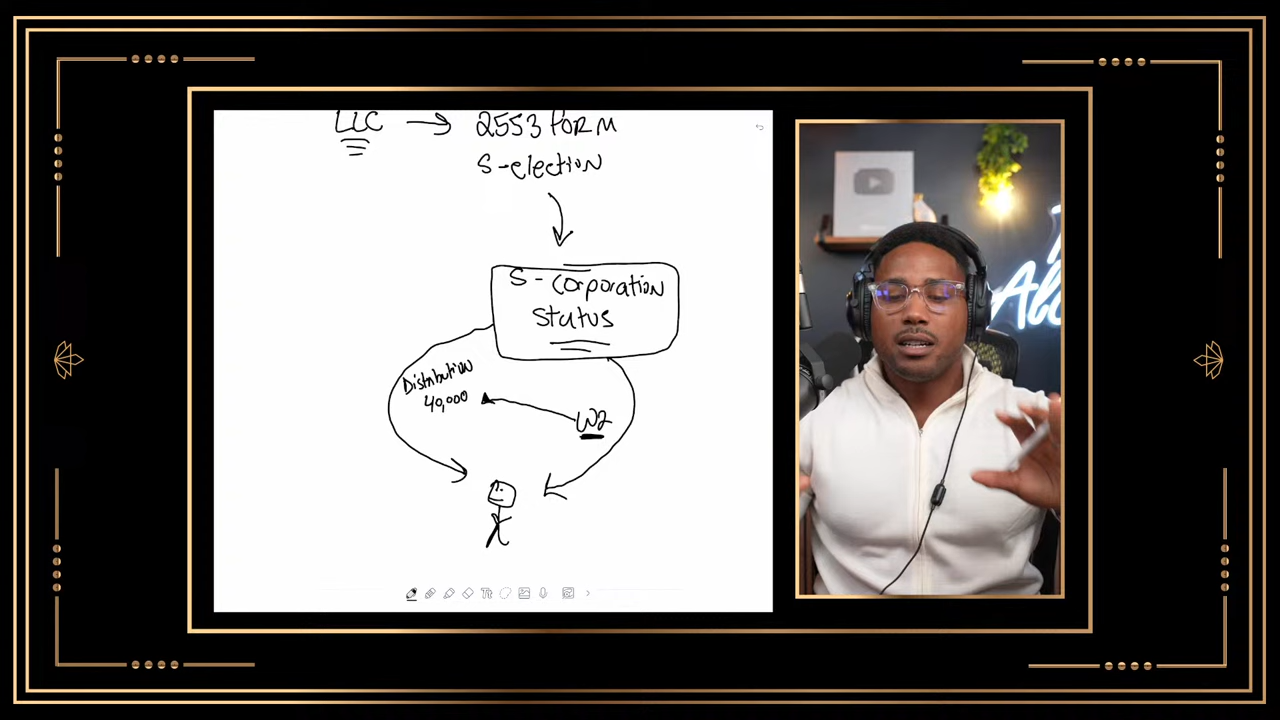 LLC → 2553 FORM
S-election
S-corporation
Status
Distribution
40,000
W2